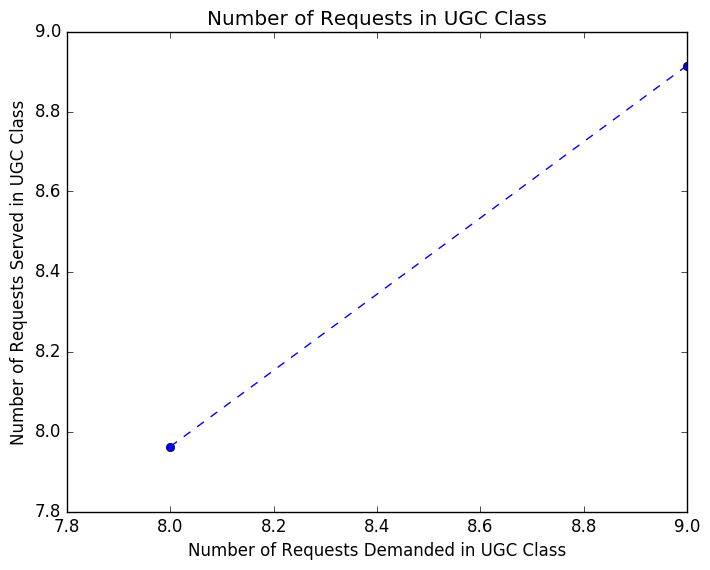 Number of Requests in UGC Class
9.0
8.8
8.6
8.4
8.2
8.0
7.8
Number of Requests Served in UGC Class
7.8 8.0 8.2 8.4 8.6 8.8 9.0
Number of Requests Demanded in UGC Class